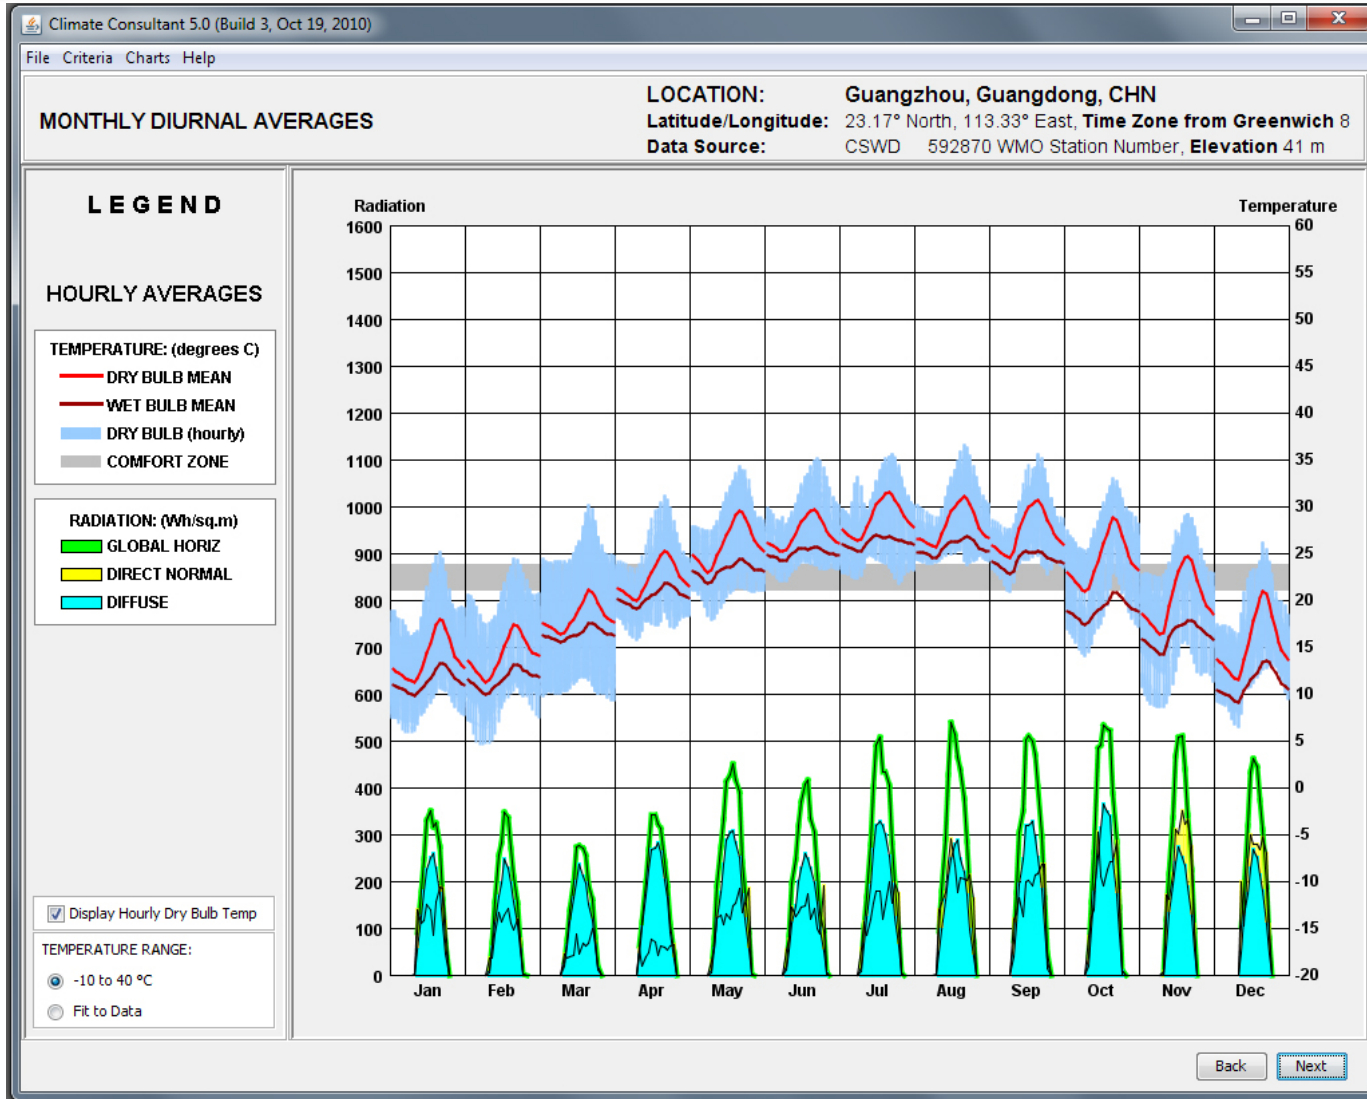 Climate Consultant 5.0 (Build 3, Oct 19, 2010)
File Criteria Charts Help
MONTHLY DIURNAL AVERAGES
LOCATION: Guangzhou, Guangdong, CHN
Latitude/Longitude: 23.17° North, 113.33° East, Time Zone from Greenwich 8
Data Source: CSWD 592870 WMO Station Number, Elevation 41 m
LEGEND
HOURLY AVERAGES
TEMPERATURE: (degrees C)
DRY BULB MEAN
WET BULB MEAN
DRY BULB (hourly)
COMFORT ZONE
RADIATION: (Wh/sq.m)
GLOBAL HORIZ
DIRECT NORMAL
DIFFUSE
Display Hourly Dry Bulb Temp
TEMPERATURE RANGE:
-10 to 40 ºC
Fit to Data
Radiation
1600
1500
1400
1300
1200
1100
1000
900
800
700
600
500
400
300
200
100
0
Temperature
60
55
50
45
40
35
30
25
20
15
10
5
0
-5
-10
-15
-20
Jan Feb Mar Apr May Jun Jul Aug Sep Oct Nov Dec
Back Next